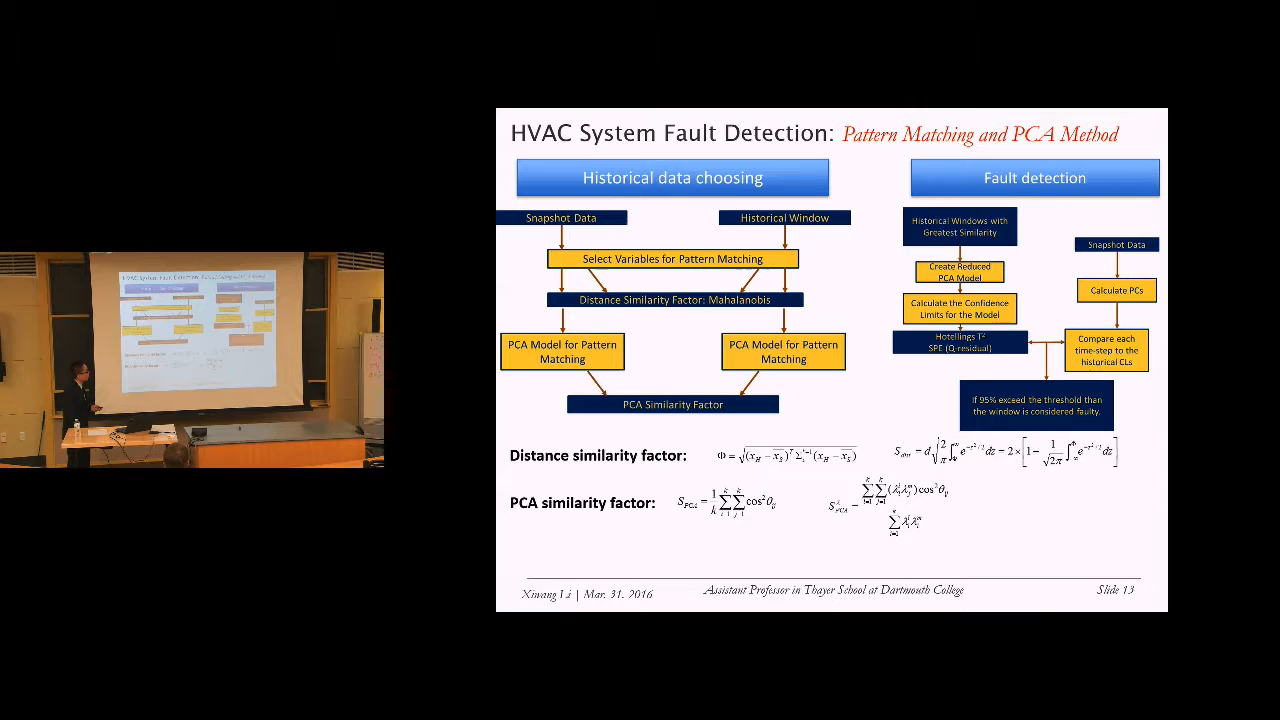 HVAC System Fault Detection: Pattern Matching and PCA Method
Historical data choosing
Fault detection
Snapshot Data
Historical Window
Select Variables for Pattern Matching
Distance Similarity Factor: Mahalanobis
PCA Model for Pattern
Matching
PCA Model for Pattern
Matching
PCA Similarity Factor
Historical Windows with
Greatest Similarity
Create Reduced
PCA Model
Calculate the Confidence
Limits for the Model
Hotellings T²
SPE (Q-residual)
Snapshot Data
Calculate PCs
Compare each
time-step to the
historical CLs
If 95% exceed the threshold than
the window is considered faulty.
Distance similarity factor:
PCA similarity factor:
Xiwang Li | Mar. 31. 2016
Assistant Professor in Thayer School at Dartmouth College
Slide 13